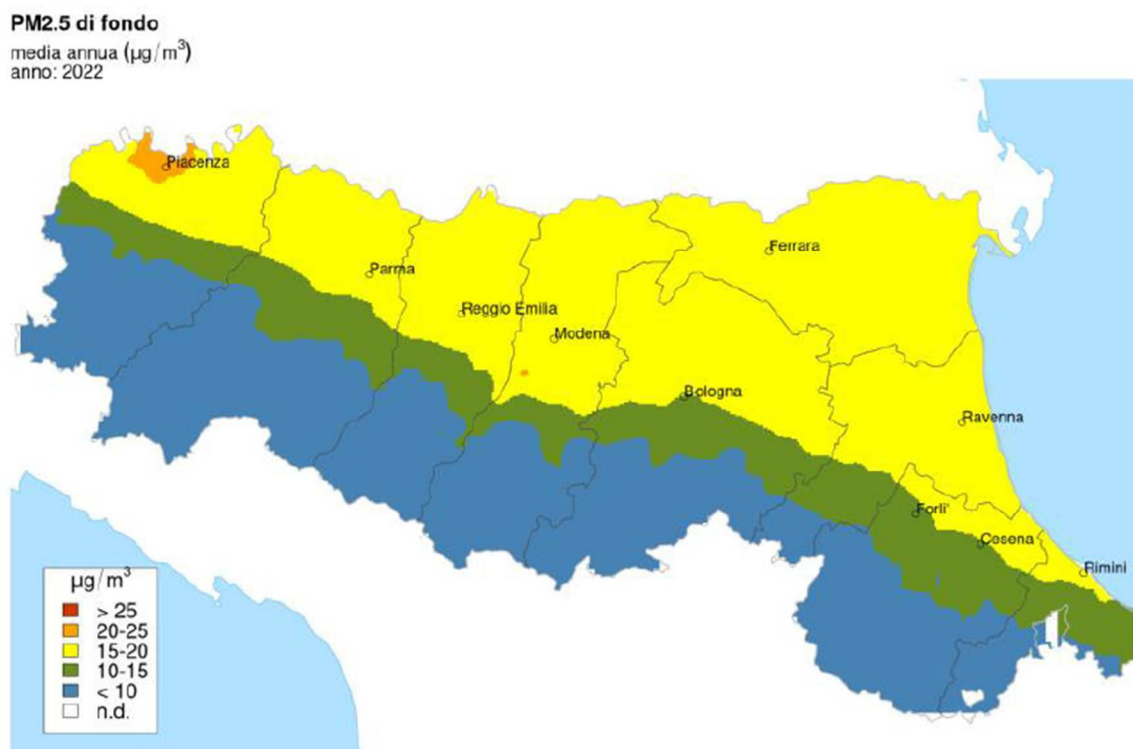 PM2.5 di fondo
media annua (µg/m³)
anno: 2022
Piacenza
Parma
Reggio Emilia
Modena
Ferrara
Bologna
Ravenna
Forli'
Cesena
Rimini
µg/m³
> 25
20-25
15-20
10-15
< 10
n.d.